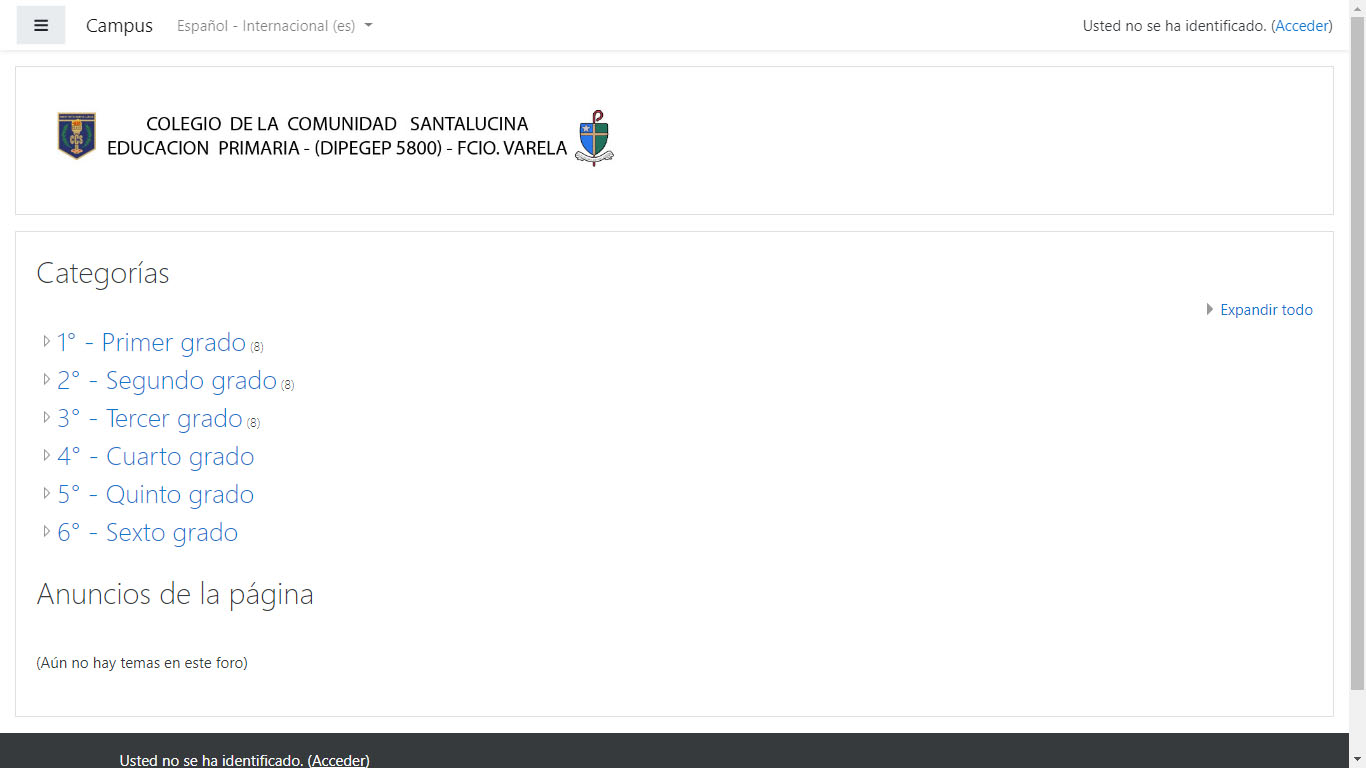 Campus Español - Internacional (es) Usted no se ha identificado. (Acceder)
COLEGIO DE LA COMUNIDAD SANTALUCINA
EDUCACION PRIMARIA - (DIPEGEP 5800) - FCIO. VARELA
Categorías
Expandir todo
1° - Primer grado (8)
2° - Segundo grado (8)
3° - Tercer grado (8)
4° - Cuarto grado
5° - Quinto grado
6° - Sexto grado
Anuncios de la página
(Aún no hay temas en este foro)
Usted no se ha identificado. (Acceder)